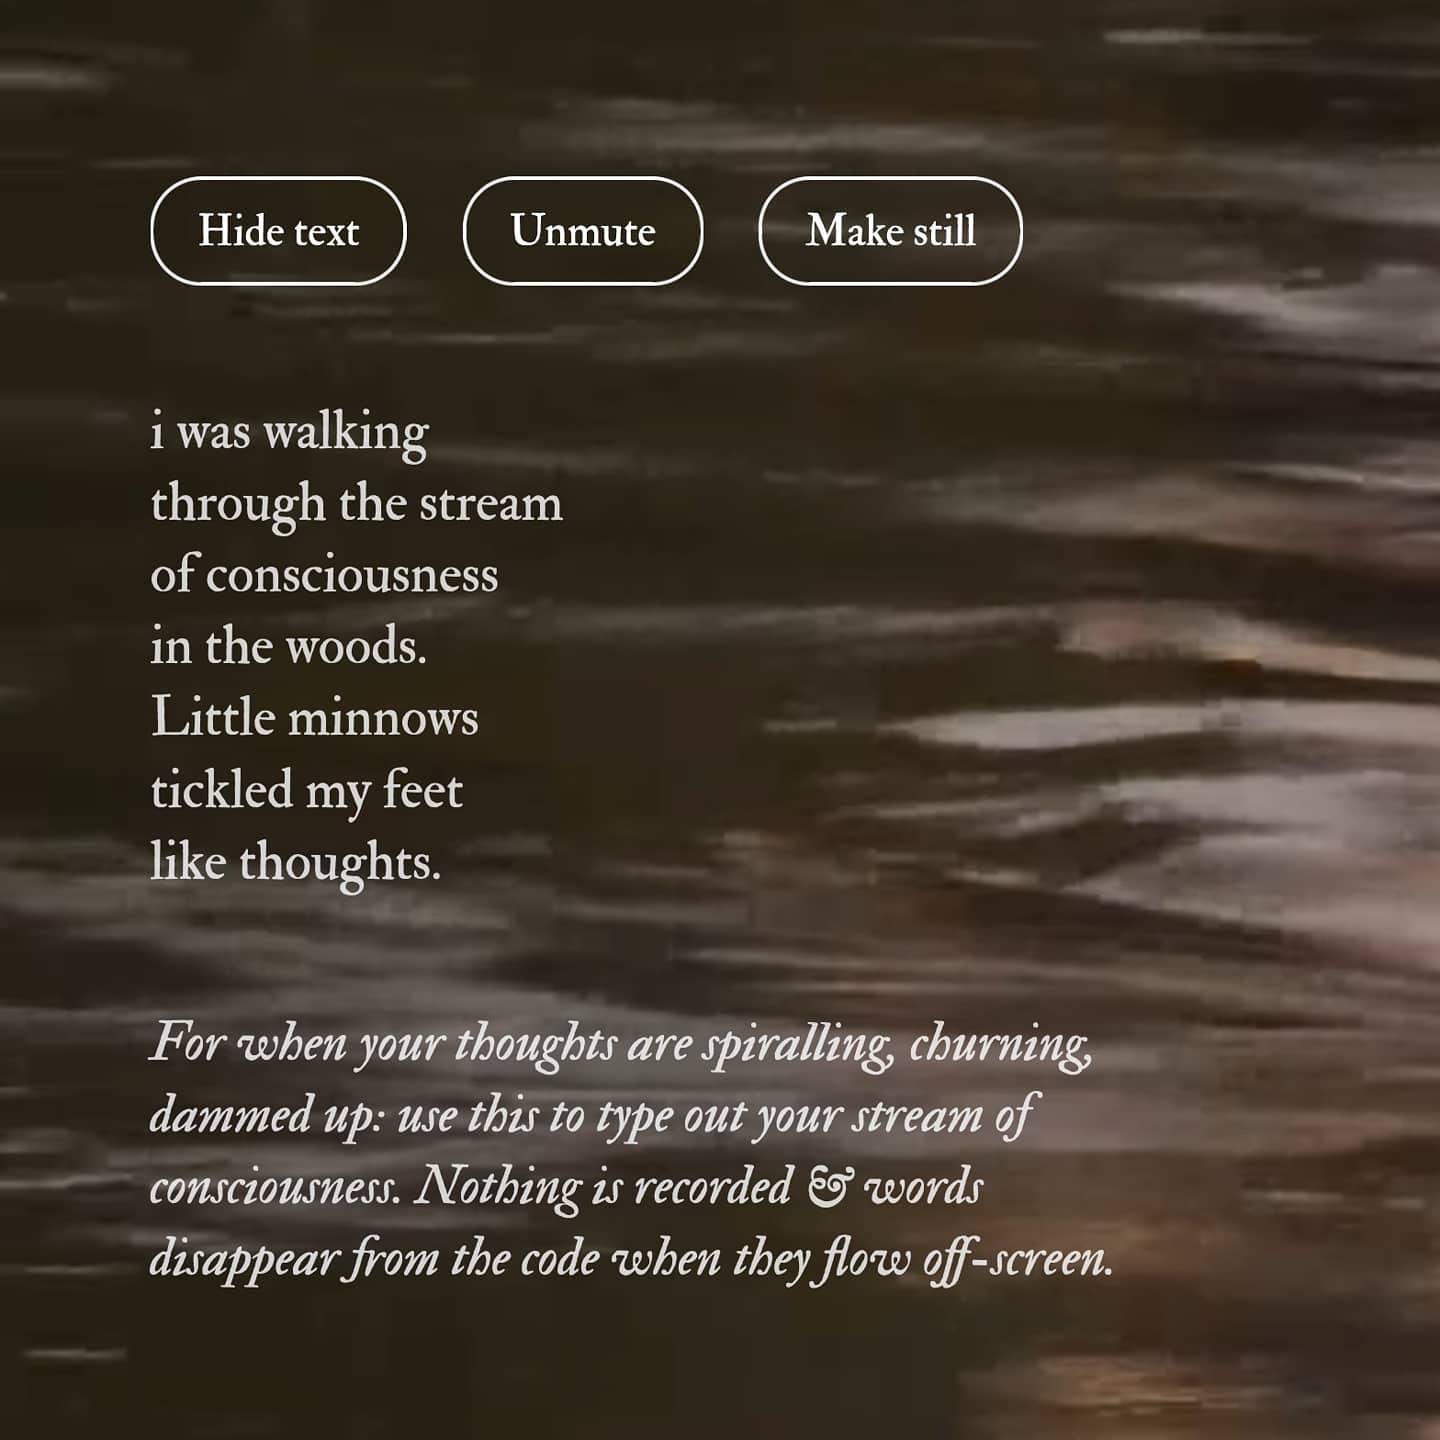 Hide text Unmute Make still
i was walking
through the stream
of consciousness
in the woods.
Little minnows
tickled my feet
like thoughts.
For when your thoughts are spiralling, churning,
dammed up: use this to type out your stream of
consciousness. Nothing is recorded & words
disappear from the code when they flow off-screen.